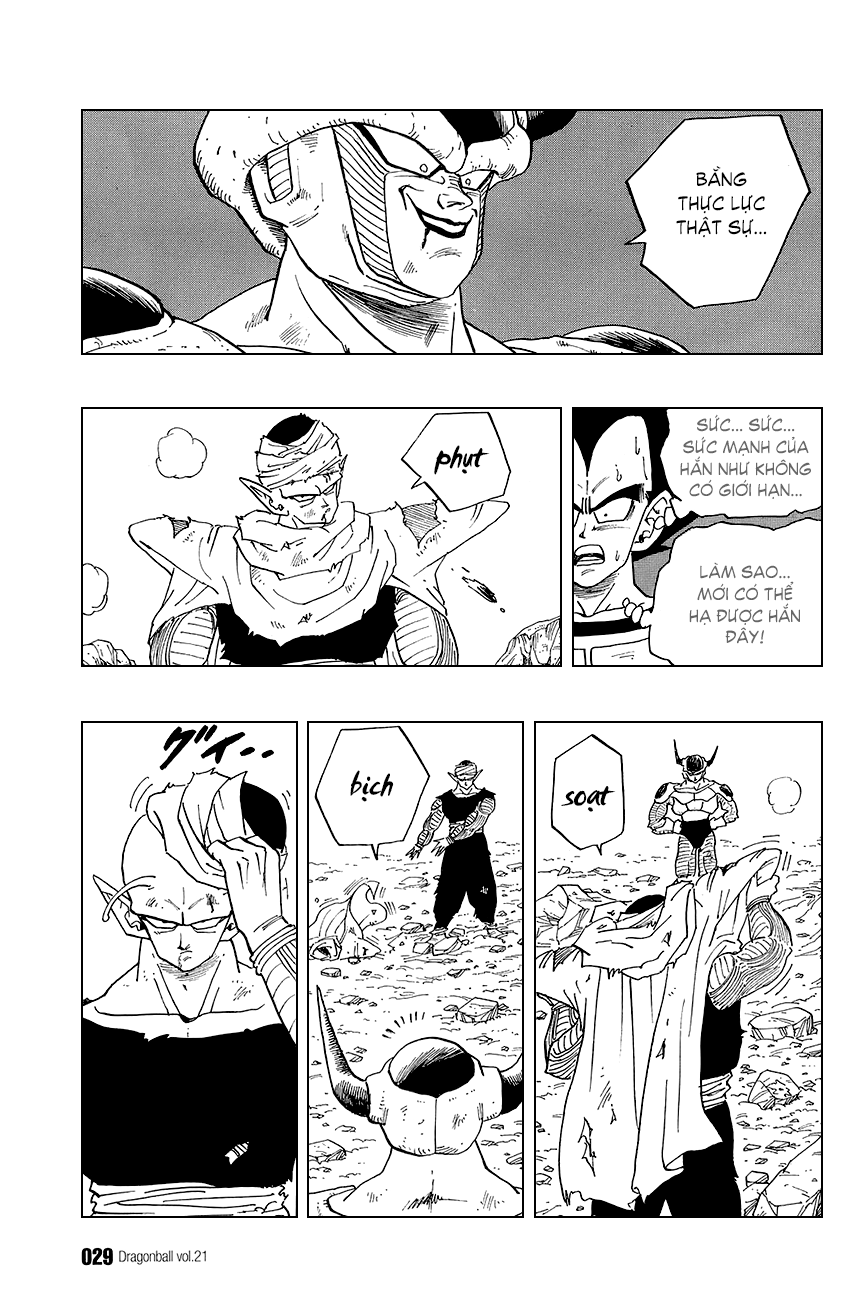 BẰNG
THỰC LỰC
THẬT SỰ...
SỨC... SỨC...
SỨC MẠNH CỦA
HẮN NHƯ KHÔNG
CÓ GIỚI HẠN...
LÀM SAO...
MỚI CÓ THỂ
HẠ ĐƯỢC HẮN
ĐÂY!
phụt
soạt
bịch
グイ・・
029 Dragonball vol.21